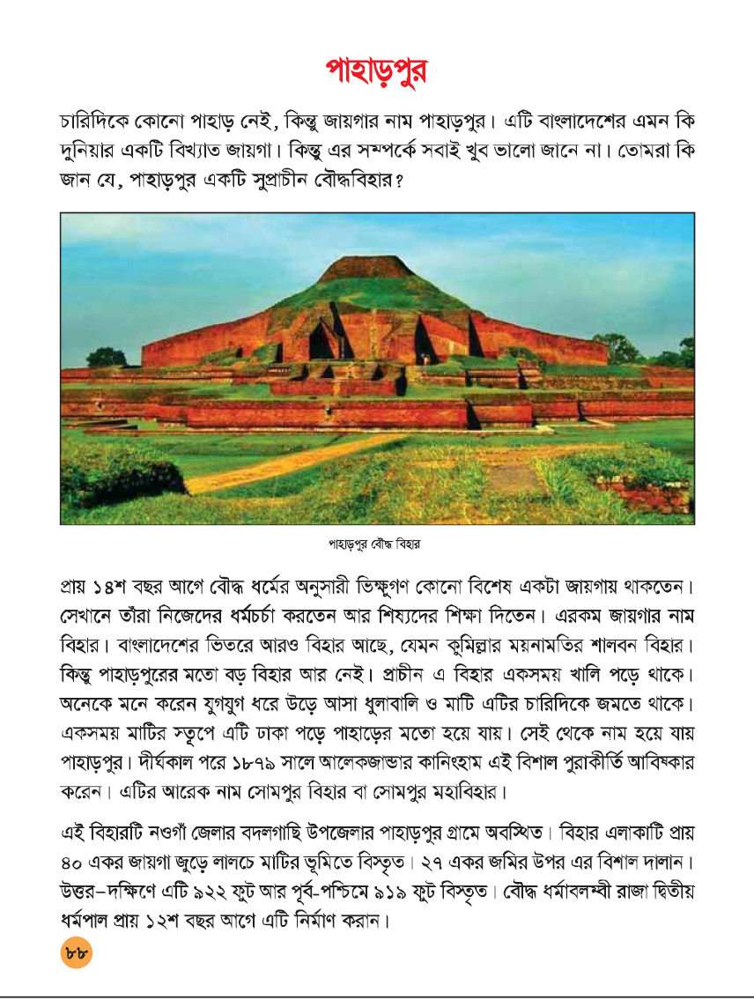 পাহাড়পুর
চারিদিকে কোনো পাহাড় নেই, কিন্তু জায়গার নাম পাহাড়পুর। এটি বাংলাদেশের এমন কি
দুনিয়ার একটি বিখ্যাত জায়গা। কিন্তু এর সম্পর্কে সবাই খুব ভালো জানে না। তোমরা কি
জান যে, পাহাড়পুর একটি সুপ্রাচীন বৌদ্ধবিহার?
পাহাড়পুর বৌদ্ধ বিহার
প্রায় ১৪শ বছর আগে বৌদ্ধ ধর্মের অনুসারী ভিক্ষুগণ কোনো বিশেষ একটা জায়গায় থাকতেন।
সেখানে তাঁরা নিজেদের ধর্মচর্চা করতেন আর শিষ্যদের শিক্ষা দিতেন। এরকম জায়গার নাম
বিহার। বাংলাদেশের ভিতরে আরও বিহার আছে, যেমন কুমিল্লার ময়নামতির শালবন বিহার।
কিন্তু পাহাড়পুরের মতো বড় বিহার আর নেই। প্রাচীন এ বিহার একসময় খালি পড়ে থাকে।
অনেকে মনে করেন যুগযুগ ধরে উড়ে আসা ধুলাবালি ও মাটি এটির চারিদিকে জমতে থাকে।
একসময় মাটির স্তূপে এটি ঢাকা পড়ে পাহাড়ের মতো হয়ে যায়। সেই থেকে নাম হয়ে যায়
পাহাড়পুর। দীর্ঘকাল পরে ১৮৭৯ সালে আলেকজান্ডার কানিংহাম এই বিশাল পুরাকীর্তি আবিষ্কার
করেন। এটির আরেক নাম সোমপুর বিহার বা সোমপুর মহাবিহার।
এই বিহারটি নওগাঁ জেলার বদলগাছি উপজেলার পাহাড়পুর গ্রামে অবস্থিত। বিহার এলাকাটি প্রায়
৪০ একর জায়গা জুড়ে লালচে মাটির ভূমিতে বিস্তৃত। ২৭ একর জমির উপর এর বিশাল দালান।
উত্তর–দক্ষিণে এটি ৯২২ ফুট আর পূর্ব-পশ্চিমে ৯১৯ ফুট বিস্তৃত। বৌদ্ধ ধর্মাবলম্বী রাজা দ্বিতীয়
ধর্মপাল প্রায় ১২শ বছর আগে এটি নির্মাণ করান।
৮৮